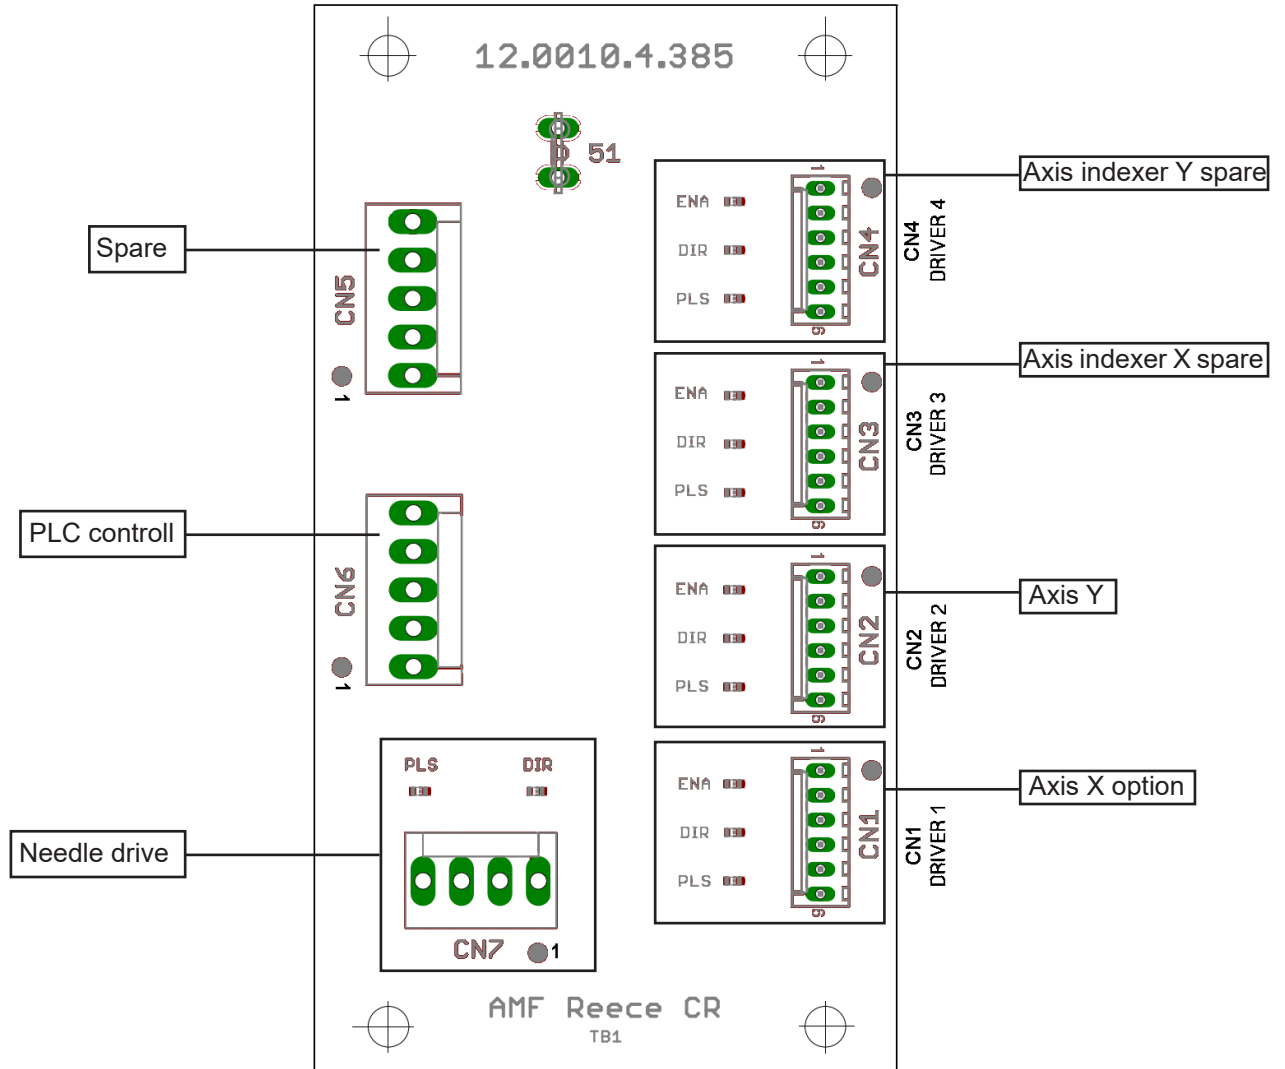 12.0010.4.385
D 51
Spare
CN5
1
PLC controll
CN6
1
Needle drive
PLS DIR
CN7
1
ENA
DIR
PLS
1
6
CN4
CN4
DRIVER 4
Axis indexer Y spare
ENA
DIR
PLS
1
6
CN3
CN3
DRIVER 3
Axis indexer X spare
ENA
DIR
PLS
1
6
CN2
CN2
DRIVER 2
Axis Y
ENA
DIR
PLS
1
6
CN1
CN1
DRIVER 1
Axis X option
AMF Reece CR
TB1